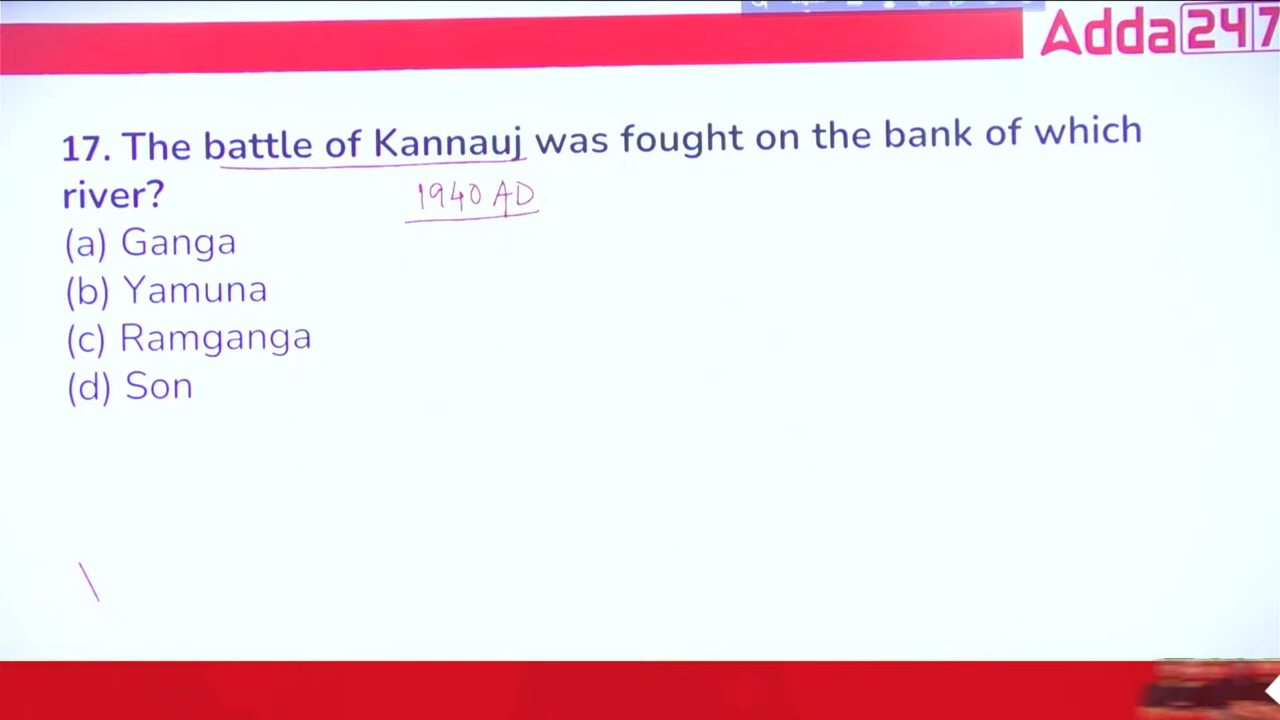 Adda247
17. The battle of Kannauj was fought on the bank of which
river?
1940 AD
(a) Ganga
(b) Yamuna
(c) Ramganga
(d) Son